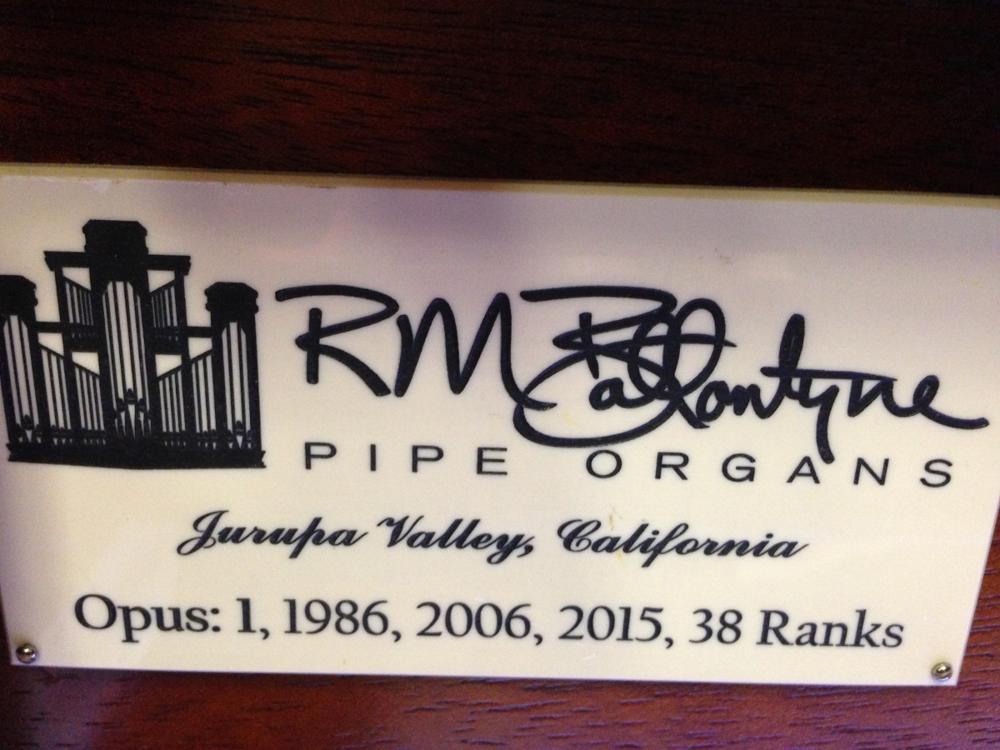 RM Ballantyne
PIPE ORGANS
Jurupa Valley, California
Opus: 1, 1986, 2006, 2015, 38 Ranks